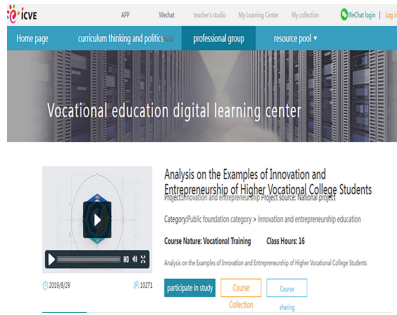 icve APP Wechat teacher's studio My Learning Center My collection WeChat login | Log in
Home page curriculum thinking and politics professional group resource pool ▾
Vocational education digital learning center
Analysis on the Examples of Innovation and
Entrepreneurship of Higher Vocational College Students
Project:Innovation and entrepreneurship Project source: National project
Category:Public foundation category > innovation and entrepreneurship education
Course Nature: Vocational Training Class Hours: 16
Analysis on the Examples of Innovation and Entrepreneurship of Higher Vocational College Students
2019/8/29 10271
participate in study Course Course
Collection sharing